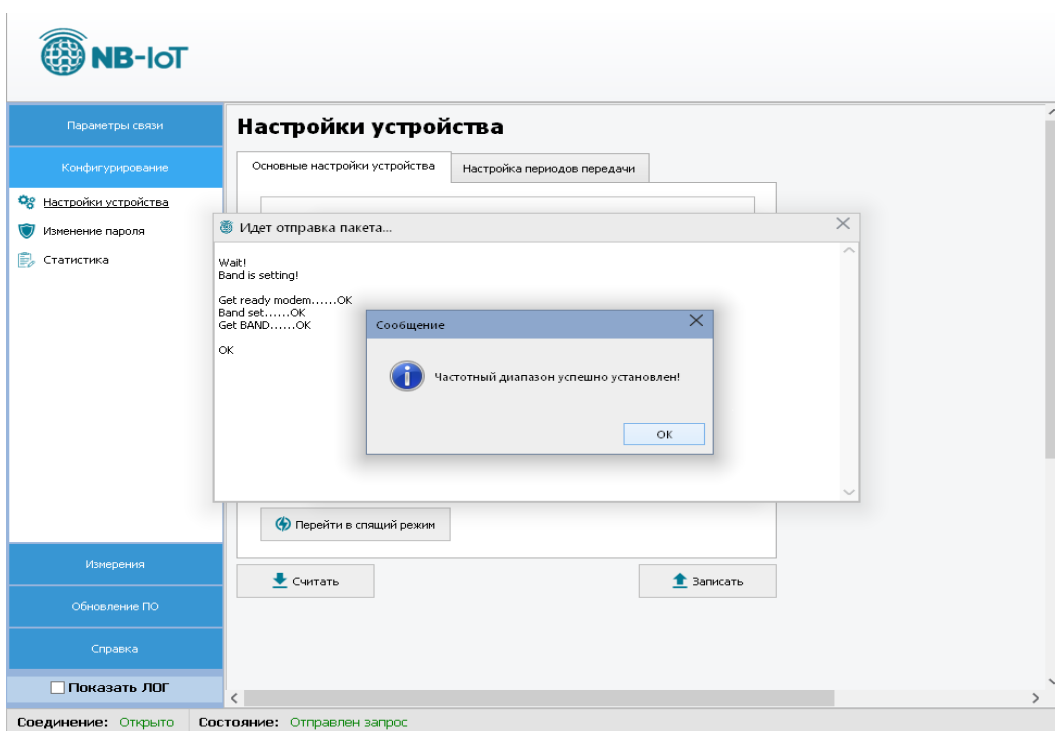 NB-IoT
Параметры связи
Конфигурирование
Настройки устройства
Изменение пароля
Статистика
Измерения
Обновление ПО
Справка
Показать ЛОГ
Настройки устройства
Основные настройки устройства
Настройка периодов передачи
Идет отправка пакета...
Wait!
Band is setting!
Get ready modem......OK
Band set......OK
Get BAND......OK
OK
Сообщение
Частотный диапазон успешно установлен!
OK
Перейти в спящий режим
Считать
Записать
Соединение: Открыто Состояние: Отправлен запрос